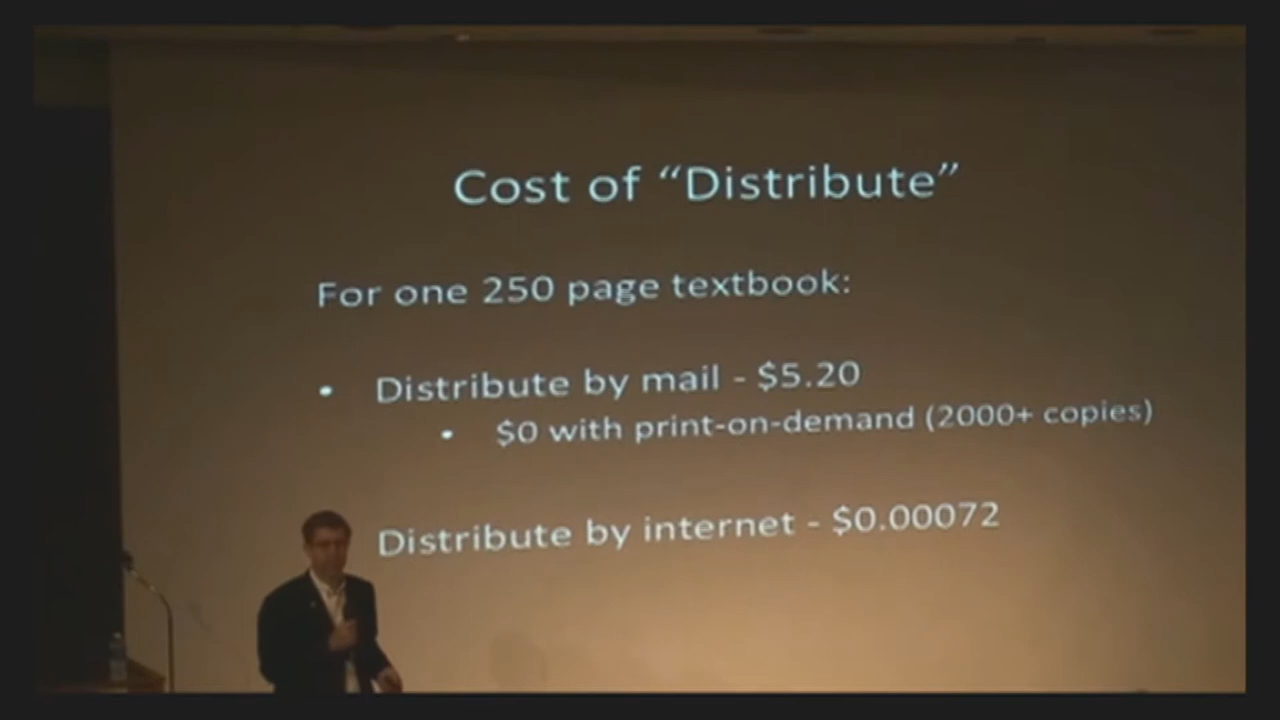 Cost of “Distribute”
For one 250 page textbook:
• Distribute by mail - $5.20
• $0 with print-on-demand (2000+ copies)
Distribute by internet - $0.00072